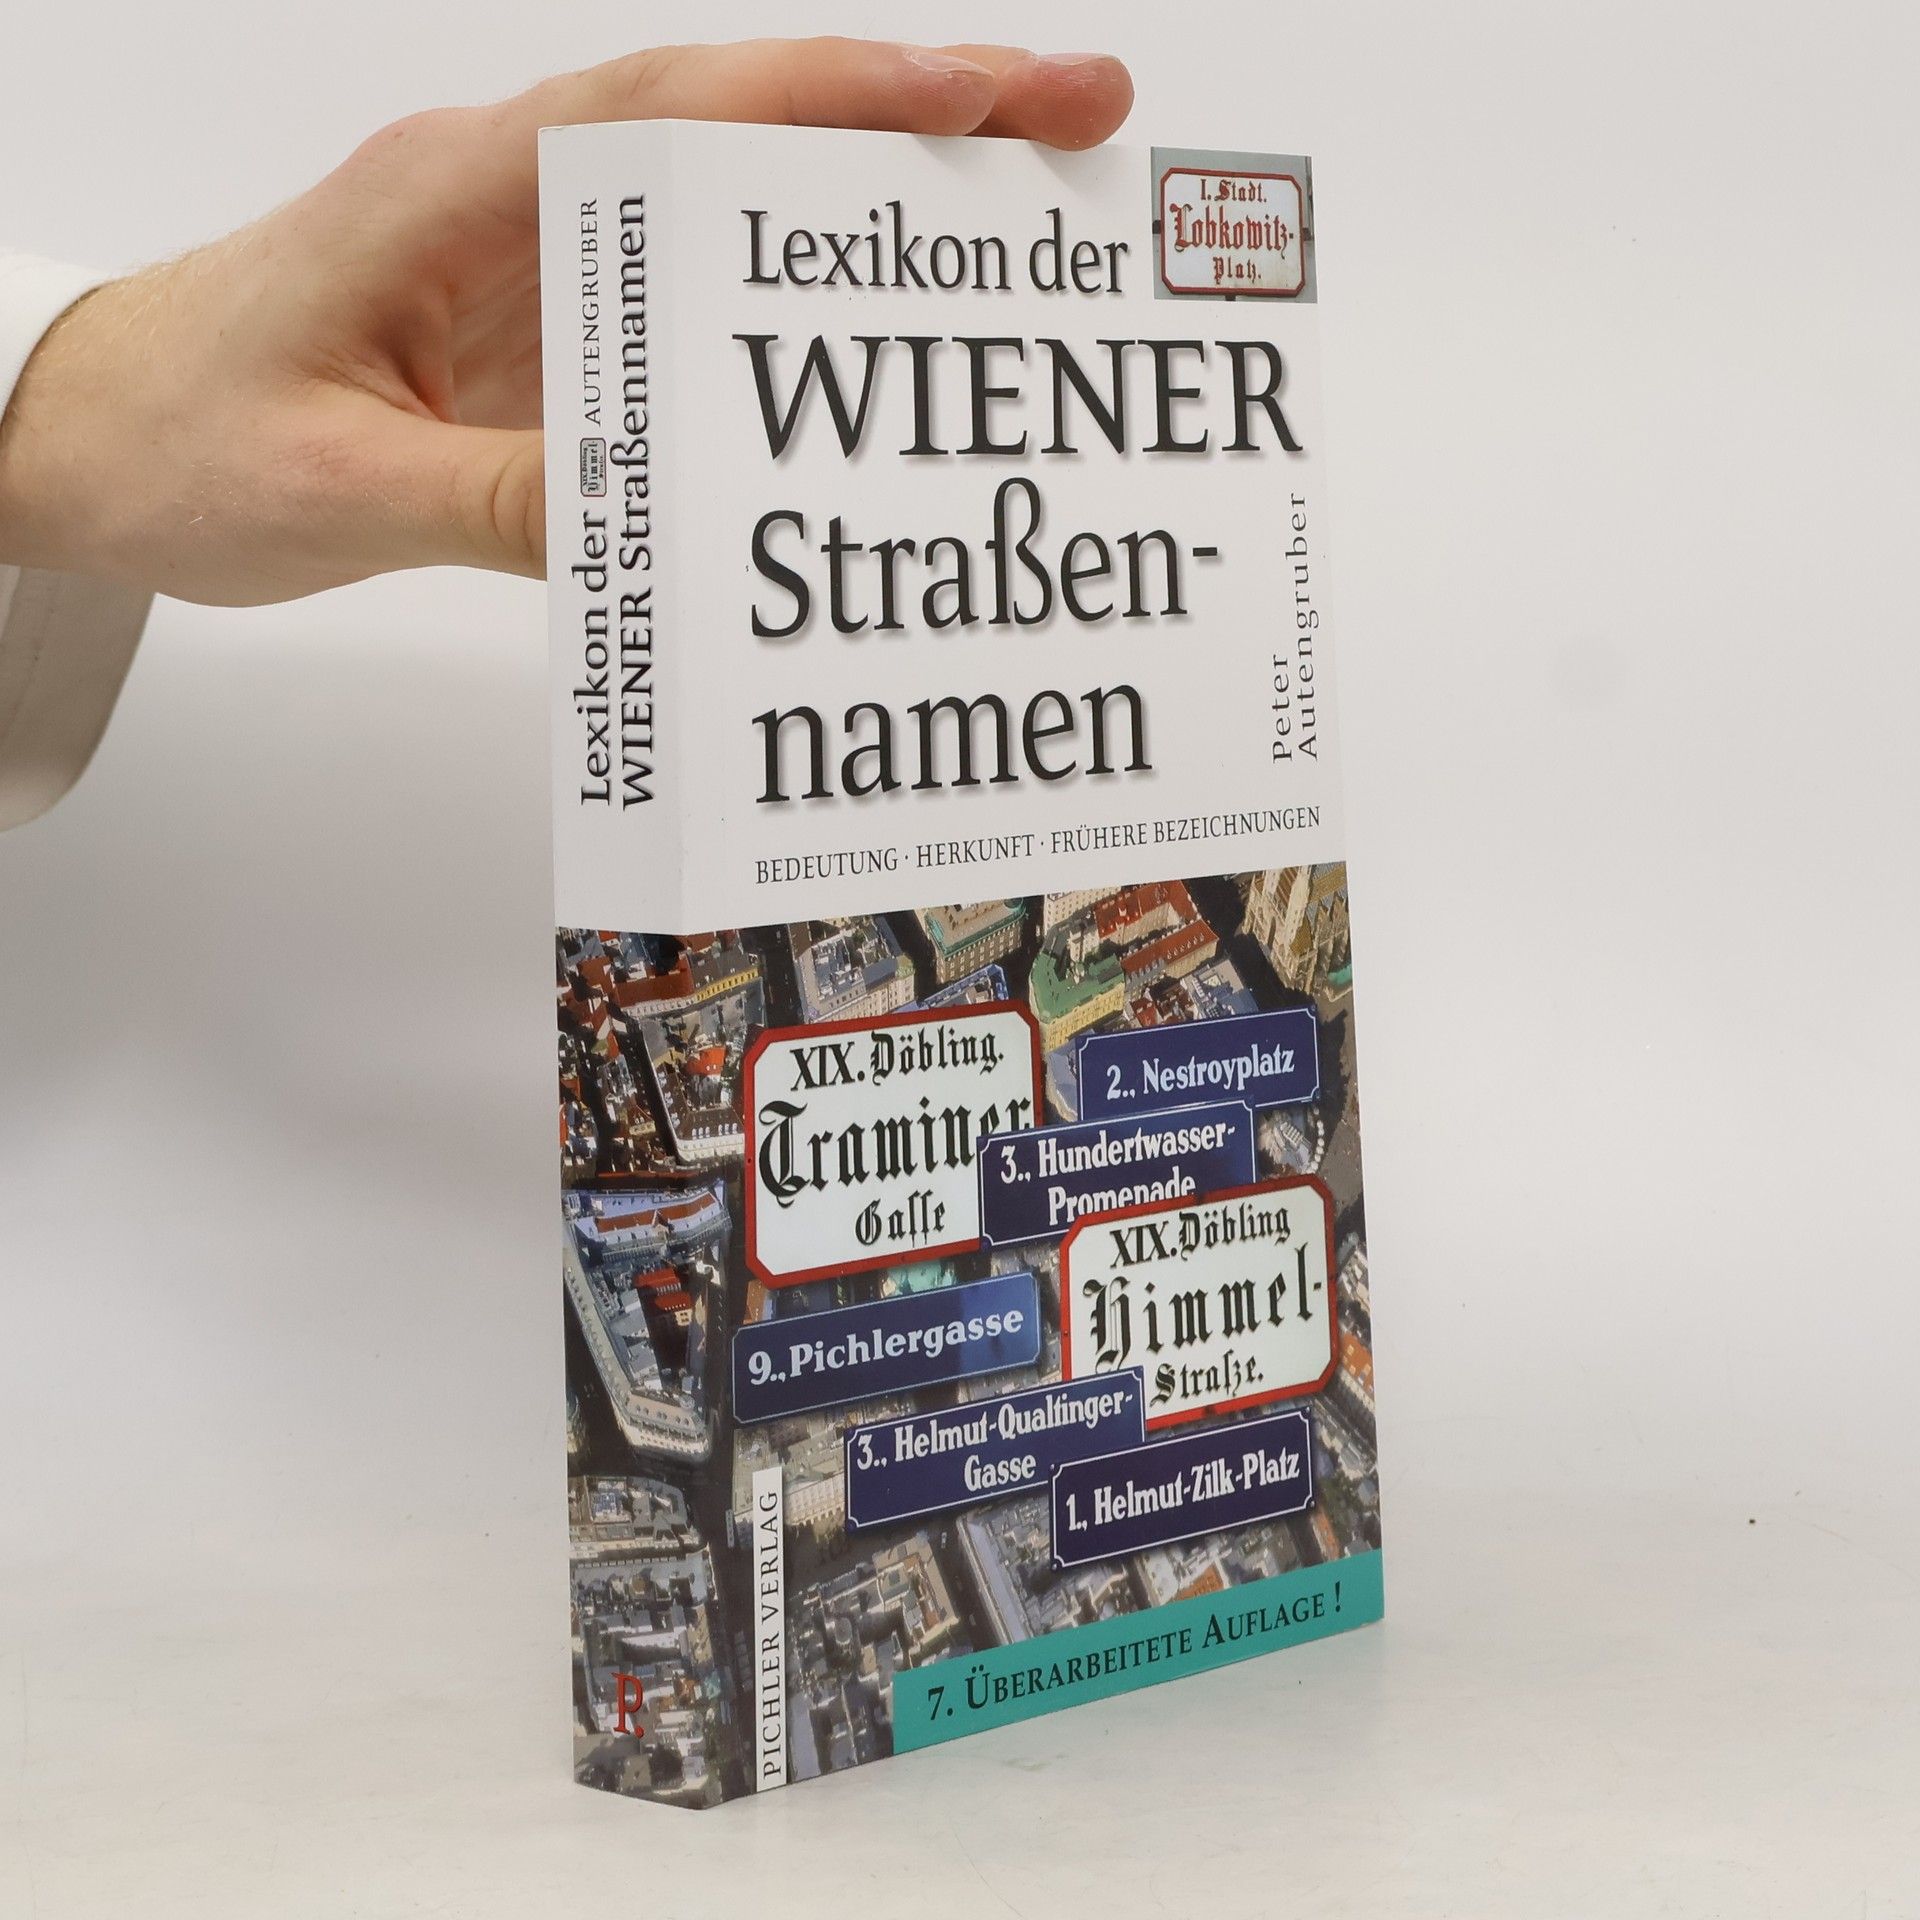 AUTENGRUBER
Lexikon der
WIENER Straßennamen
P.
Lexikon der
I. Stadt.
Lobkowitz-
Platz.
WIENER
Straßen-
namen
Peter
Autengruber
BEDEUTUNG · HERKUNFT · FRÜHERE BEZEICHNUNGEN
XIX. Döbling.
Traminer
Gasse
2., Nestroyplatz
3., Hundertwasser-
Promenade
XIX. Döbling
Himmel-
Strasze.
9., Pichlergasse
3., Helmut-Qualtinger-
Gasse
1., Helmut-Zilk-Platz
PICHLER VERLAG
7. ÜBERARBEITETE AUFLAGE !